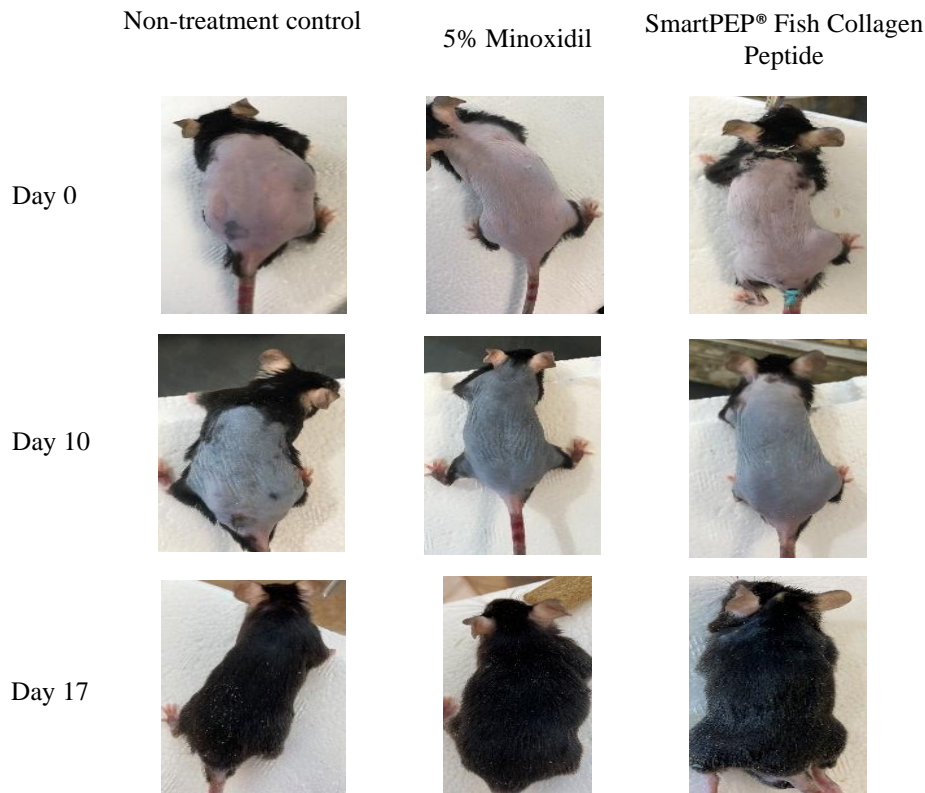 Non-treatment control
5% Minoxidil
SmartPEP® Fish Collagen
Peptide
Day 0
Day 10
Day 17